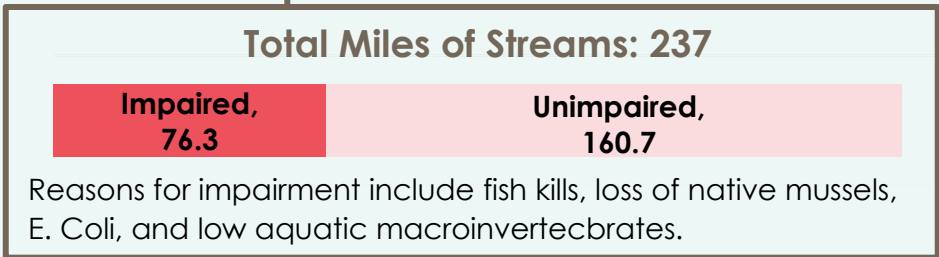 Total Miles of Streams: 237
Impaired,
76.3
Unimpaired,
160.7
Reasons for impairment include fish kills, loss of native mussels,
E. Coli, and low aquatic macroinvertecbrates.